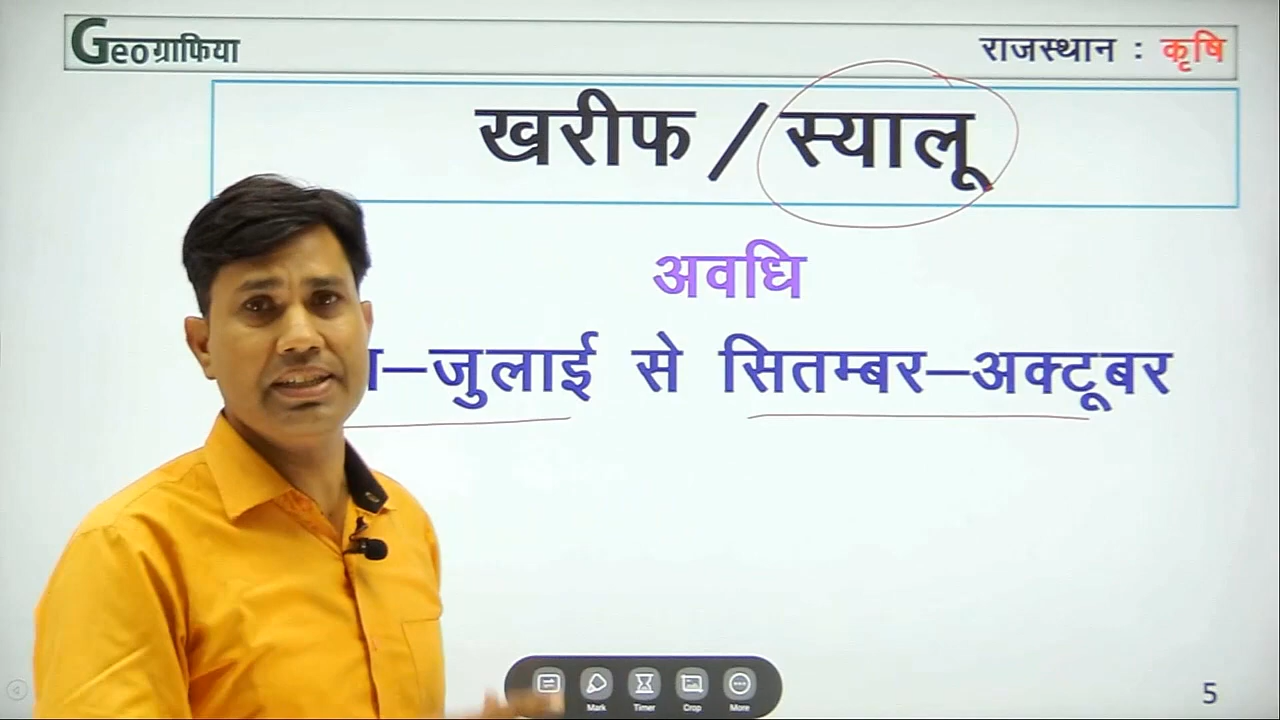 Geoग्राफिया
राजस्थान : कृषि
खरीफ / स्यालू
अवधि
–जुलाई से सितम्बर–अक्टूबर
Mark Timer Crop More
5